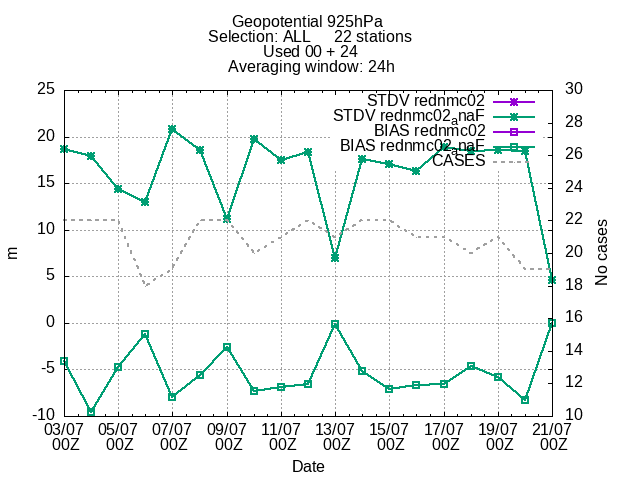 Geopotential 925hPa
Selection: ALL 22 stations
Used 00 + 24
Averaging window: 24h
STDV rednmc02
STDV rednmc02anaF
BIAS rednmc02
BIAS rednmc02anaF
CASES
25
20
15
10
5
0
-5
-10
m
30
28
26
24
22
20
18
16
14
12
10
No cases
03/07 05/07 07/07 09/07 11/07 13/07 15/07 17/07 19/07 21/07
00Z 00Z 00Z 00Z 00Z 00Z 00Z 00Z 00Z 00Z
Date